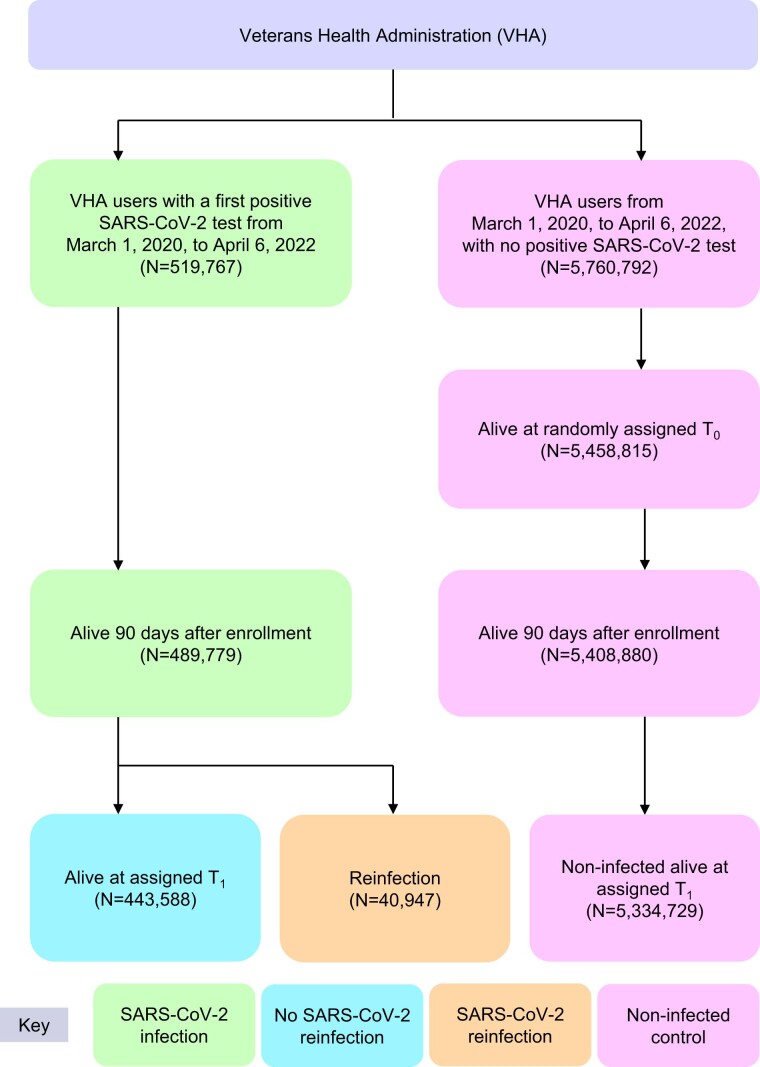 Veterans Health Administration (VHA)
VHA users with a first positive
SARS-CoV-2 test from
March 1, 2020, to April 6, 2022
(N=519,767)
VHA users from
March 1, 2020, to April 6, 2022,
with no positive SARS-CoV-2 test
(N=5,760,792)
Alive at randomly assigned T0
(N=5,458,815)
Alive 90 days after enrollment
(N=489,779)
Alive 90 days after enrollment
(N=5,408,880)
Alive at assigned T1
(N=443,588)
Reinfection
(N=40,947)
Non-infected alive at
assigned T1
(N=5,334,729)
Key
SARS-CoV-2
infection
No SARS-CoV-2
reinfection
SARS-CoV-2
reinfection
Non-infected
control